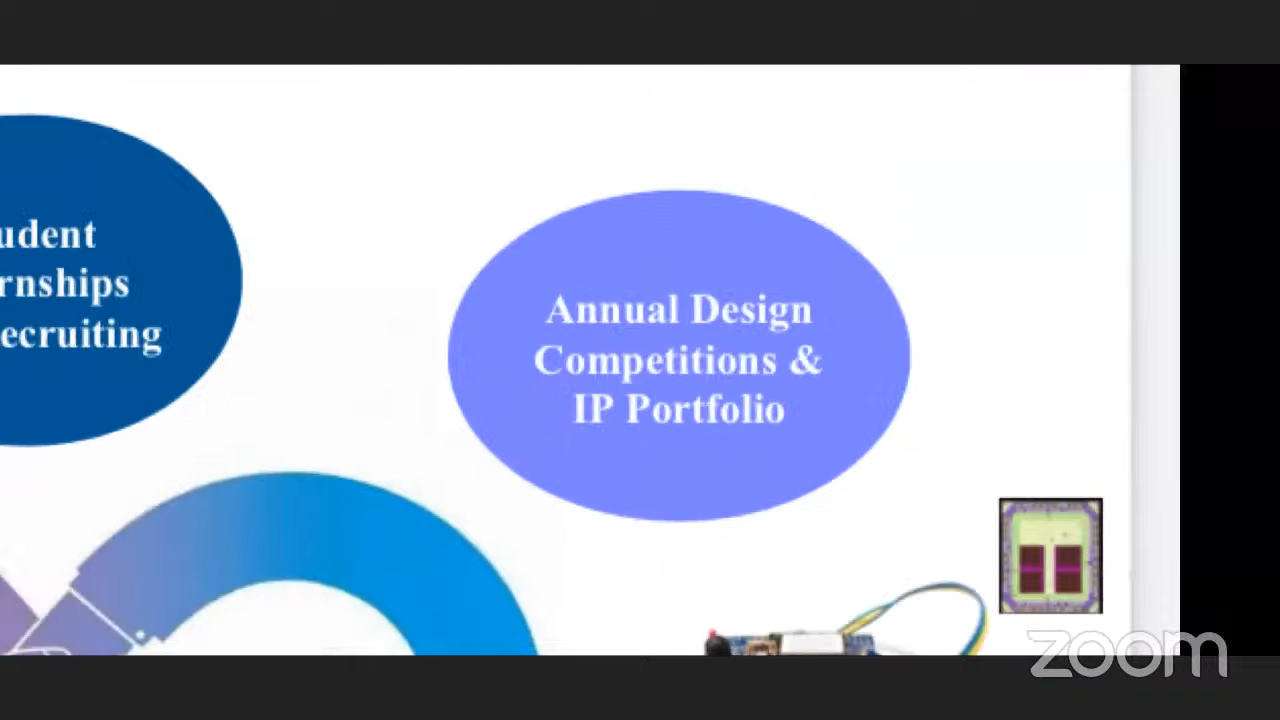 udent
rnships
ecruiting
Annual Design
Competitions &
IP Portfolio
zoom